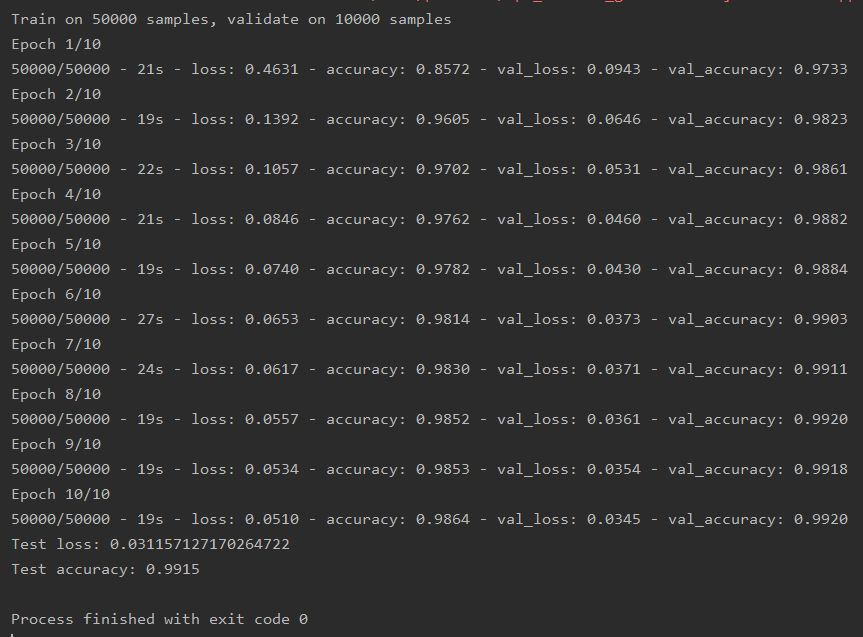 Train on 50000 samples, validate on 10000 samples
Epoch 1/10
50000/50000 - 21s - loss: 0.4631 - accuracy: 0.8572 - val_loss: 0.0943 - val_accuracy: 0.9733
Epoch 2/10
50000/50000 - 19s - loss: 0.1392 - accuracy: 0.9605 - val_loss: 0.0646 - val_accuracy: 0.9823
Epoch 3/10
50000/50000 - 22s - loss: 0.1057 - accuracy: 0.9702 - val_loss: 0.0531 - val_accuracy: 0.9861
Epoch 4/10
50000/50000 - 21s - loss: 0.0846 - accuracy: 0.9762 - val_loss: 0.0460 - val_accuracy: 0.9882
Epoch 5/10
50000/50000 - 19s - loss: 0.0740 - accuracy: 0.9782 - val_loss: 0.0430 - val_accuracy: 0.9884
Epoch 6/10
50000/50000 - 27s - loss: 0.0653 - accuracy: 0.9814 - val_loss: 0.0373 - val_accuracy: 0.9903
Epoch 7/10
50000/50000 - 24s - loss: 0.0617 - accuracy: 0.9830 - val_loss: 0.0371 - val_accuracy: 0.9911
Epoch 8/10
50000/50000 - 19s - loss: 0.0557 - accuracy: 0.9852 - val_loss: 0.0361 - val_accuracy: 0.9920
Epoch 9/10
50000/50000 - 19s - loss: 0.0534 - accuracy: 0.9853 - val_loss: 0.0354 - val_accuracy: 0.9918
Epoch 10/10
50000/50000 - 19s - loss: 0.0510 - accuracy: 0.9864 - val_loss: 0.0345 - val_accuracy: 0.9920
Test loss: 0.031157127170264722
Test accuracy: 0.9915
Process finished with exit code 0